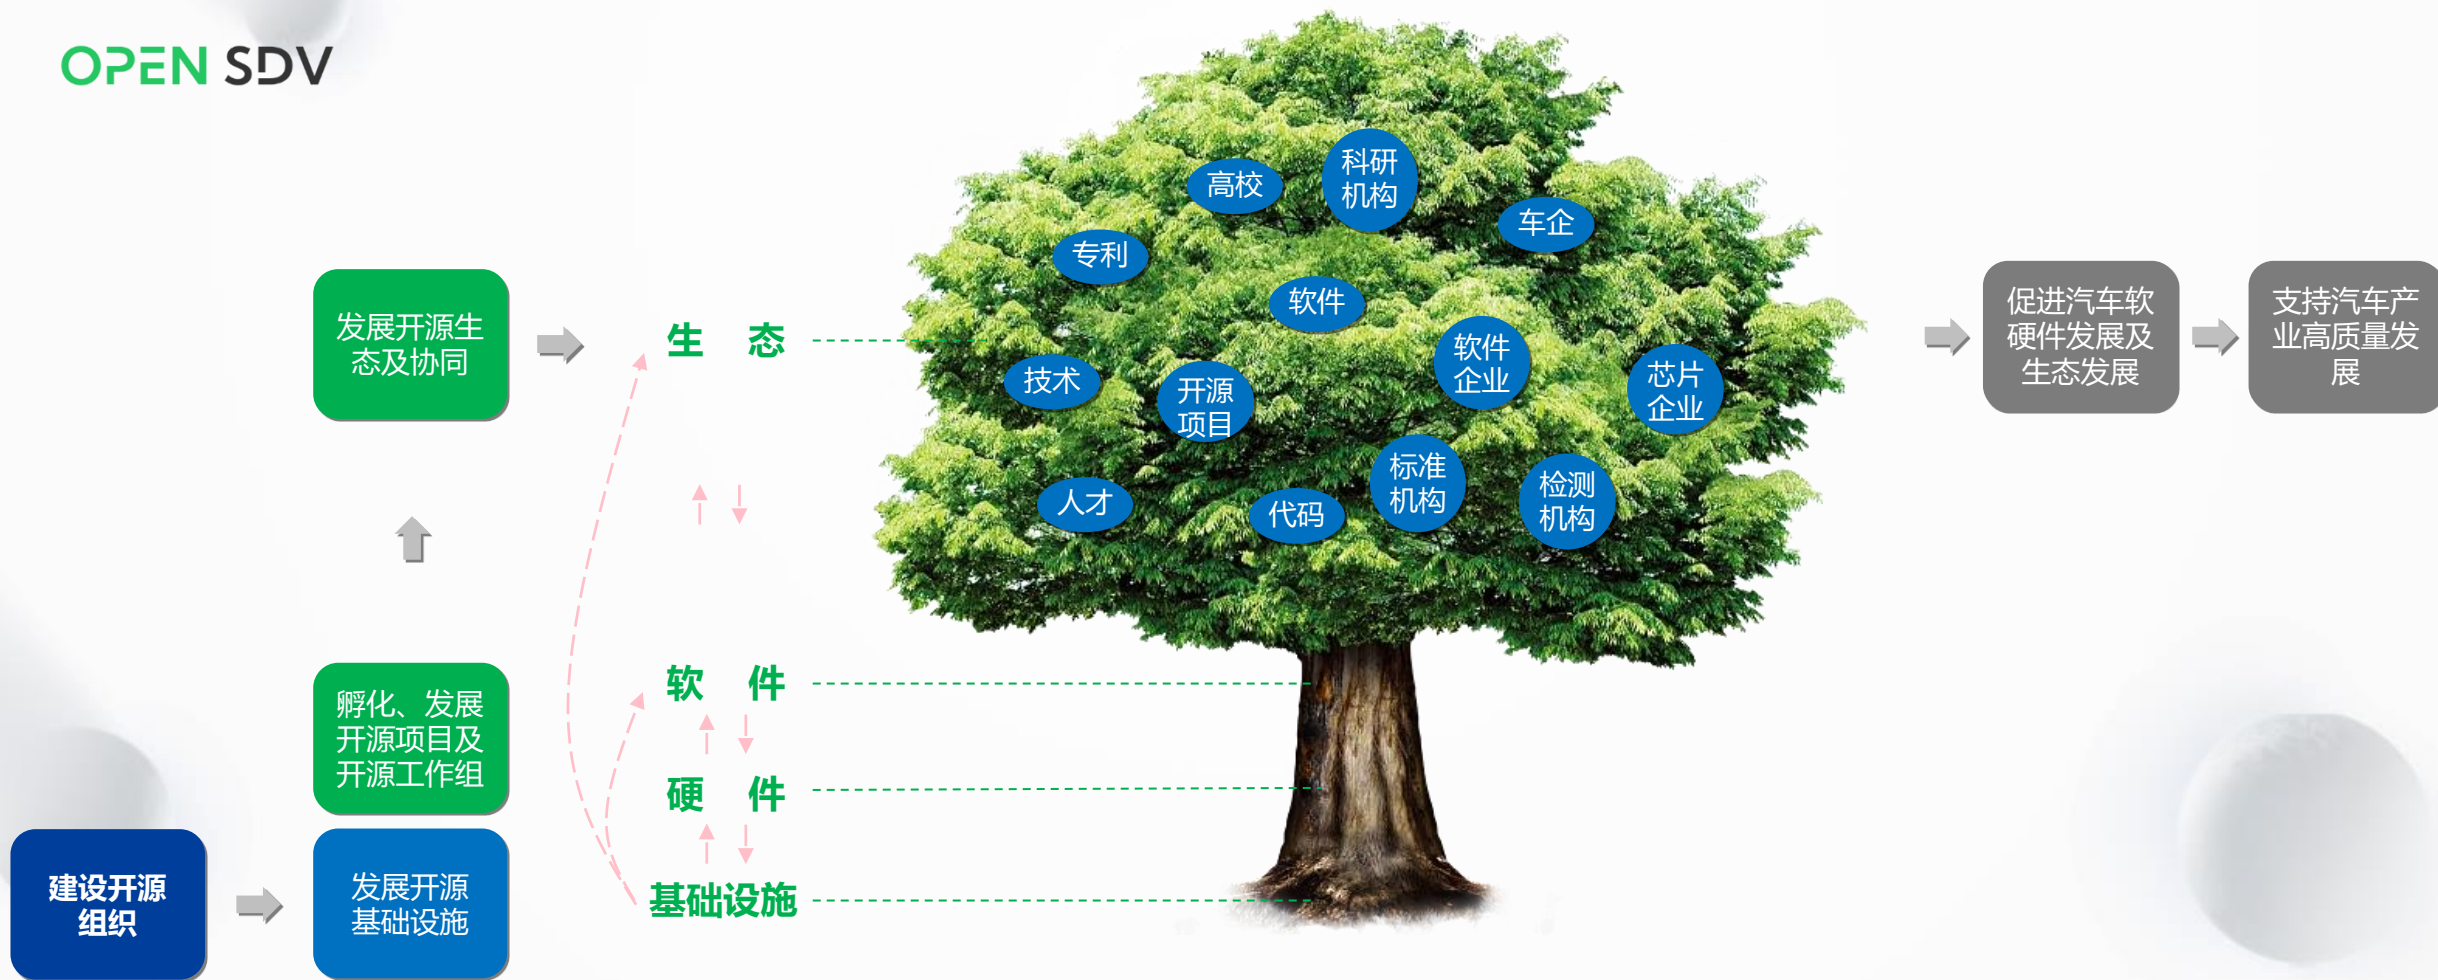 OPEN SDV
发展开源生
态及协同
孵化、发展
开源项目及
开源工作组
建设开源
组织
发展开源
基础设施
生 态
软 件
硬 件
基础设施
高校
科研
机构
车企
专利
软件
技术
开源
项目
软件
企业
芯片
企业
人才
代码
标准
机构
检测
机构
促进汽车软
硬件发展及
生态发展
支持汽车产
业高质量发
展